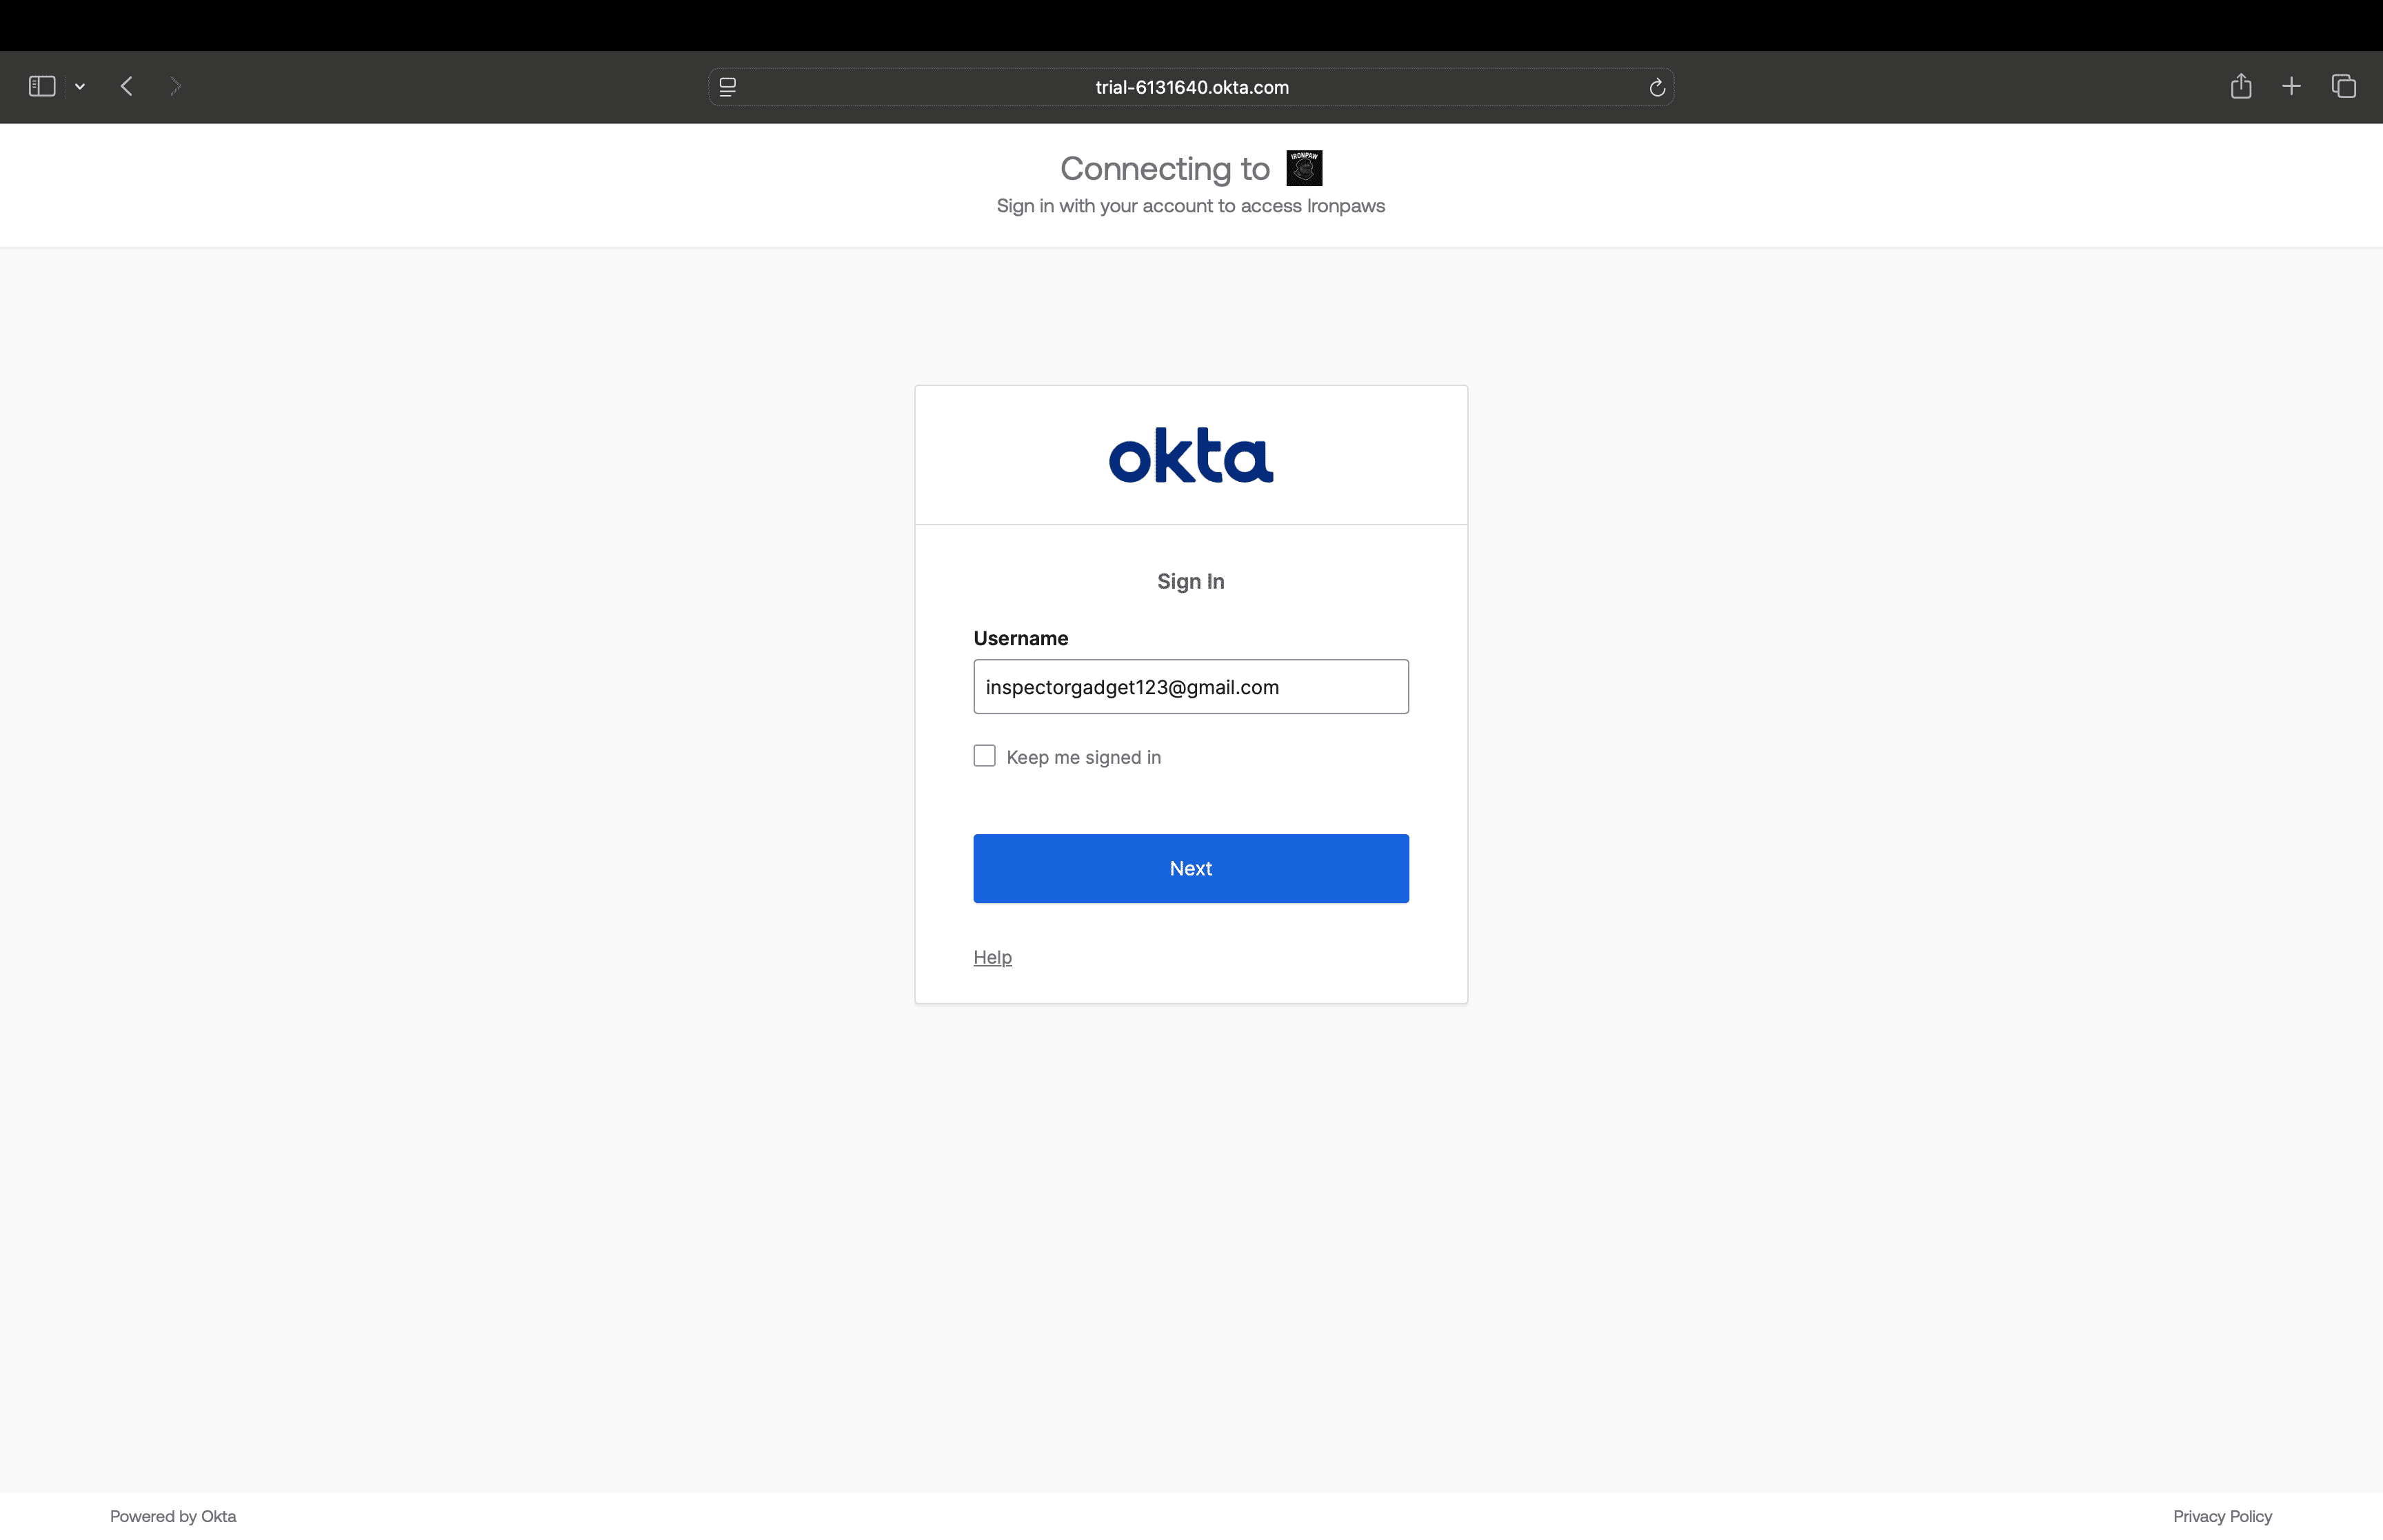 trial-6131640.okta.com
Connecting to
IRONPAW
Sign in with your account to access Ironpaws
okta
Sign In
Username
inspectorgadget123@gmail.com
Keep me signed in
Next
Help
Powered by Okta
Privacy Policy